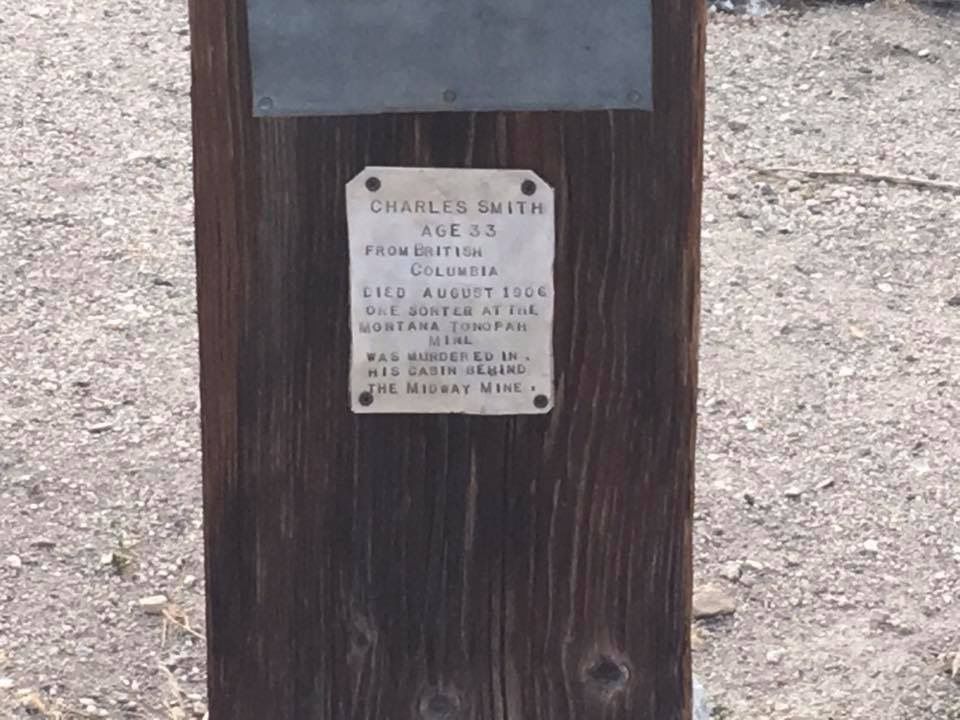 CHARLES SMITH
AGE 33
FROM BRITISH
COLUMBIA
DIED AUGUST 1906
ORE SORTER AT THE
MONTANA TONOPAH
MINE
WAS MURDERED IN
HIS CABIN BEHIND
THE MIDWAY MINE.